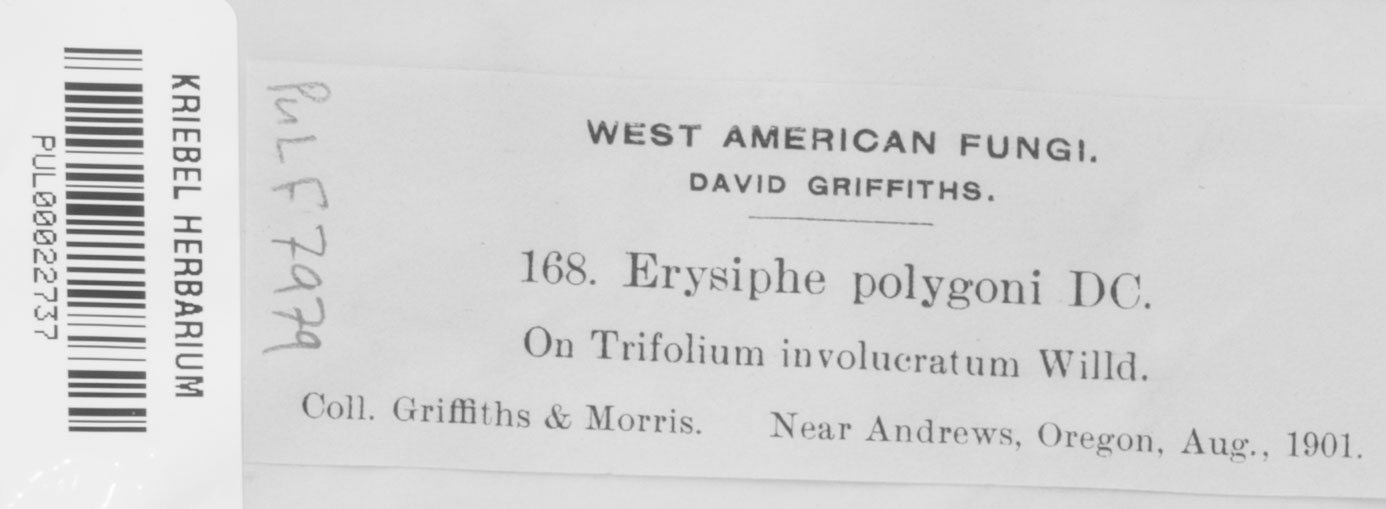 KRIEBEL HERBARIUM
PUL00022737
PUL F7979
WEST AMERICAN FUNGI.
DAVID GRIFFITHS.
168. Erysiphe polygoni DC.
On Trifolium involucratum Willd.
Coll. Griffiths & Morris. Near Andrews, Oregon, Aug., 1901.